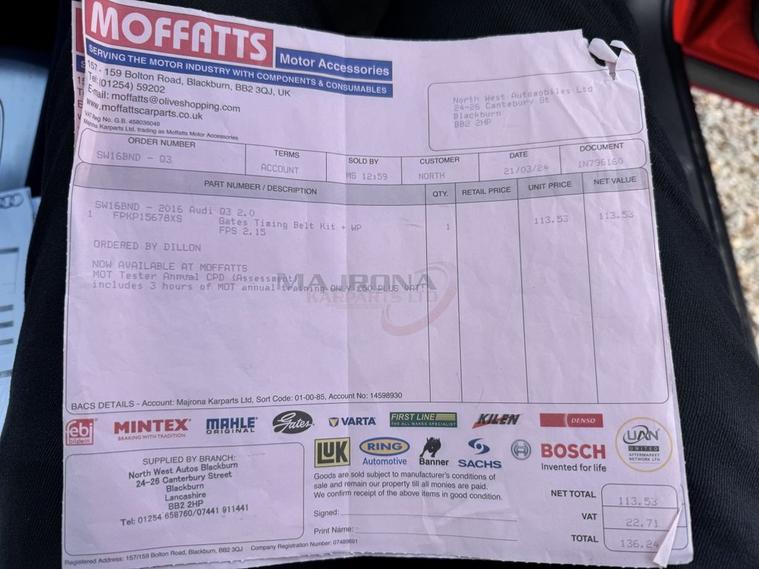 MOFFATTS
Motor Accessories
SERVING THE MOTOR INDUSTRY WITH COMPONENTS & CONSUMABLES
157 - 159 Bolton Road, Blackburn, BB2 3QJ, UK
Tel: (01254) 59202
E-mail: moffatts@oliveshopping.com
www.moffattscarparts.co.uk
VAT Reg No. G.B. 458036049
Majrona Karparts Ltd. trading as Moffatts Motor Accessories
North West Automobiles Ltd
24-26 Cantebury St
Blackburn
BB2 2HP
ORDER NUMBER TERMS SOLD BY CUSTOMER DATE DOCUMENT
SW16BND - Q3 ACCOUNT MS 12:59 NORTH 21/03/24 IN796160
PART NUMBER / DESCRIPTION QTY. RETAIL PRICE UNIT PRICE NET VALUE
SW16BND - 2016 Audi Q3 2.0
1 FPKP15678XS Gates Timing Belt Kit + WP 1 113.53 113.53
FPS 2.15
ORDERED BY DILLON
NOW AVAILABLE AT MOFFATTS
MOT Tester Annual CPD (Assessment
includes 3 hours of MOT annual training ONLY £50 PLUS VAT
MAJRONA
KARPARTS LTD
BACS DETAILS - Account: Majrona Karparts Ltd, Sort Code: 01-00-85, Account No: 14598930
ebi
MINTEX
BRAKING WITH TRADITION
MAHLE
ORIGINAL
Gates
VARTA
FIRST LINE
KILEN
DENSO
LUK
RING
Automotive
Banner
SACHS
BOSCH
Invented for life
UAN
UNITED
AFTERMARKET
NETWORK LTD
SUPPLIED BY BRANCH:
North West Autos Blackburn
24-26 Canterbury Street
Blackburn
Lancashire
BB2 2HP
Tel: 01254 658760/07441 911441
Goods are sold subject to manufacturer's conditions of
sale and remain our property till all monies are paid.
We confirm receipt of the above items in good condition.
Signed:
Print Name:
NET TOTAL 113.53
VAT 22.71
TOTAL 136.24
Registered Address: 157/159 Bolton Road, Blackburn, BB2 3QJ Company Registration Number: 07489691